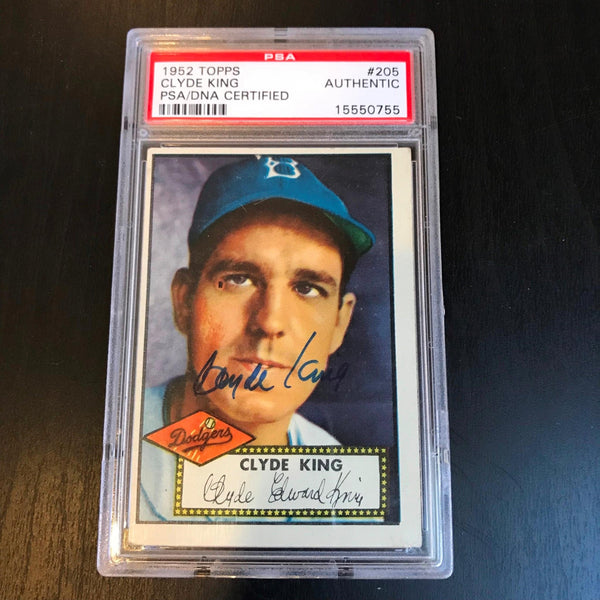 PSA
1952 TOPPS #205
CLYDE KING AUTHENTIC
PSA/DNA CERTIFIED 15550755
B
Clyde King
Dodgers
CLYDE KING
Clyde Edward King